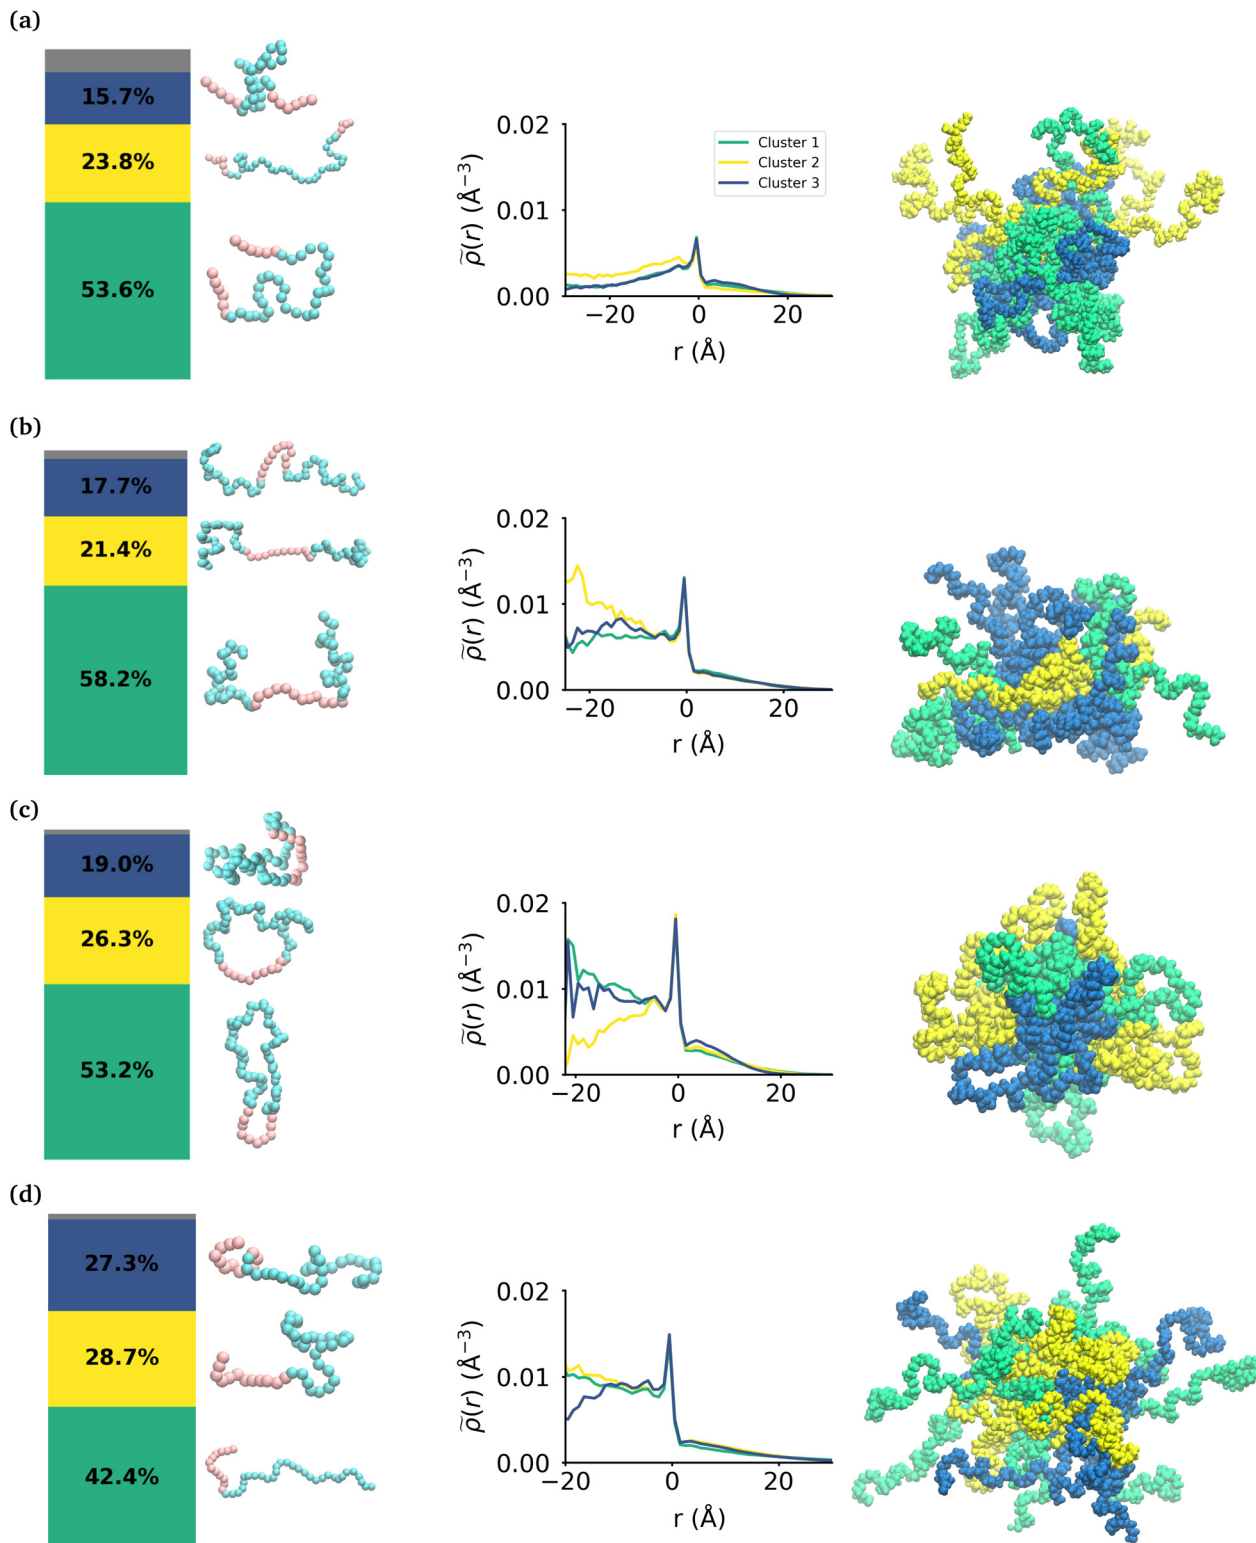 (a)
15.7%
23.8%
53.6%
0.02
0.01
0.00
ρ̃(r) (Å⁻³)
Cluster 1
Cluster 2
Cluster 3
−20 0 20
r (Å)
(b)
17.7%
21.4%
58.2%
0.02
0.01
0.00
ρ̃(r) (Å⁻³)
−20 0 20
r (Å)
(c)
19.0%
26.3%
53.2%
0.02
0.01
0.00
ρ̃(r) (Å⁻³)
−20 0 20
r (Å)
(d)
27.3%
28.7%
42.4%
0.02
0.01
0.00
ρ̃(r) (Å⁻³)
−20 0 20
r (Å)